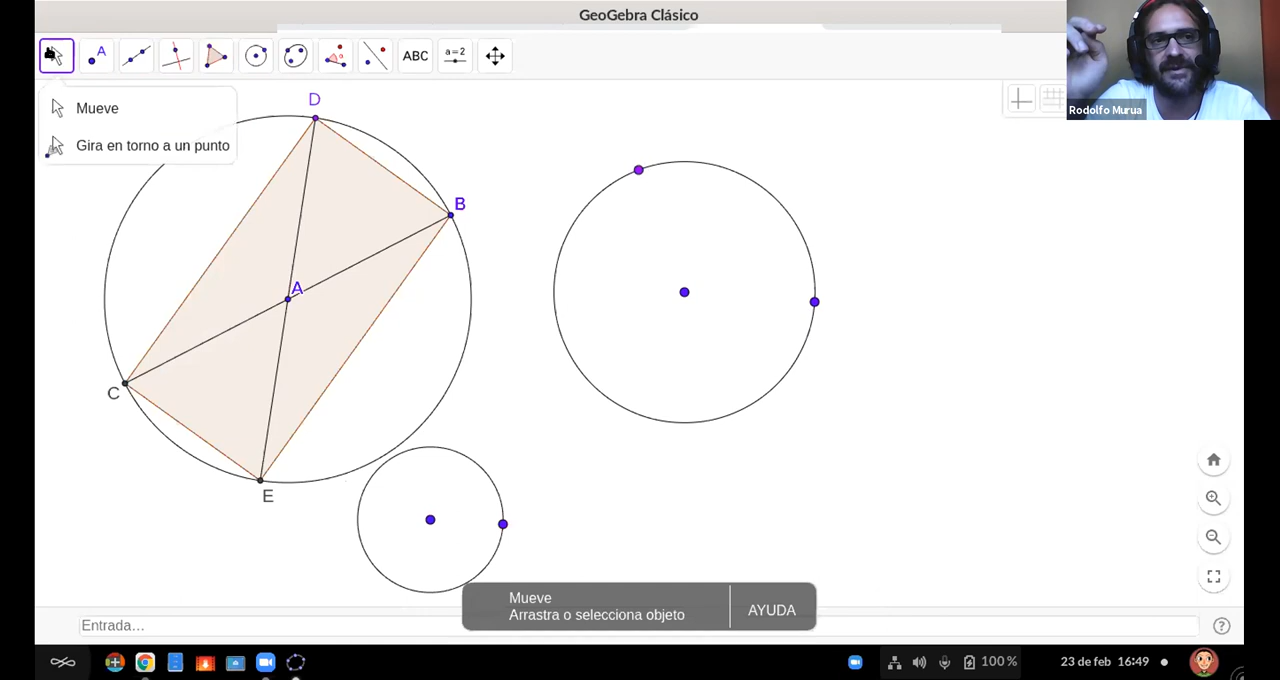 GeoGebra Clásico
ABC
a=2
A
Mueve
Gira en torno a un punto
Rodolfo Murua
D
B
A
C
E
Mueve
Arrastra o selecciona objeto
AYUDA
Entrada...
100 %
23 de feb 16:49